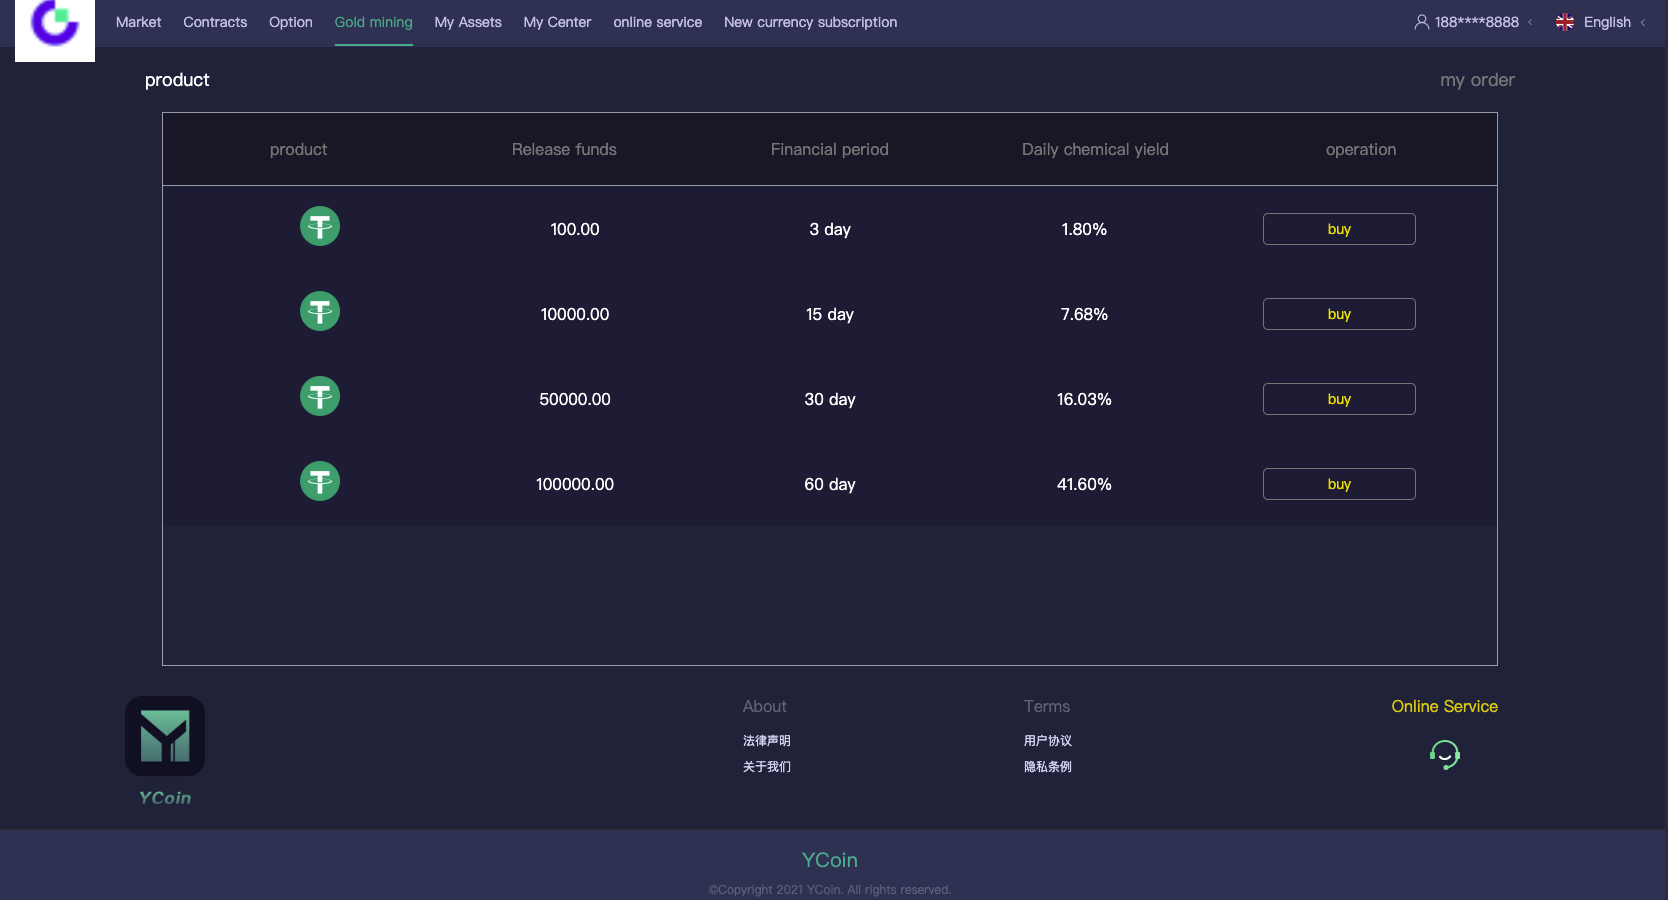 Market Contracts Option Gold mining My Assets My Center online service New currency subscription 188****8888 English
product my order
product Release funds Financial period Daily chemical yield operation
100.00 3 day 1.80% buy
10000.00 15 day 7.68% buy
50000.00 30 day 16.03% buy
100000.00 60 day 41.60% buy
About Terms Online Service
法律声明 用户协议
关于我们 隐私条例
YCoin
YCoin
©Copyright 2021 YCoin. All rights reserved.